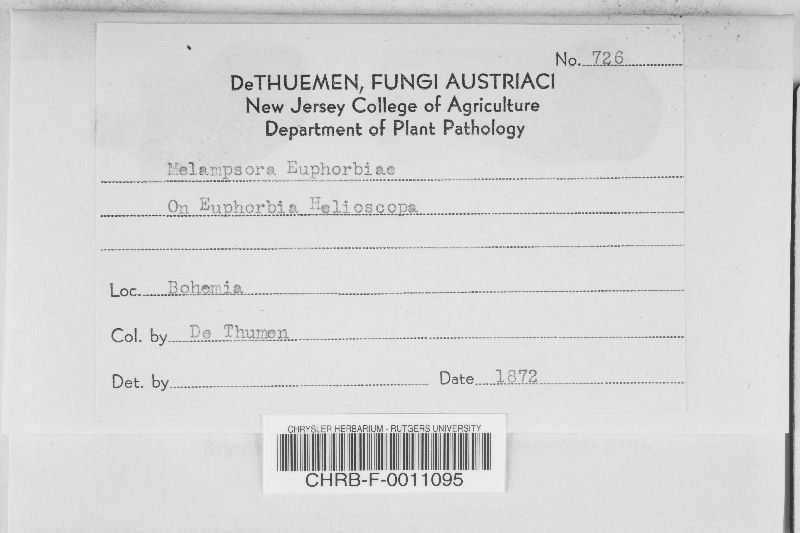 No. 726
DeTHUEMEN, FUNGI AUSTRIACI
New Jersey College of Agriculture
Department of Plant Pathology
Melampsora Euphorbiae
On Euphorbia Helioscopa
Loc. Bohemia
Col. by De Thumen
Det. by Date 1872
CHRYSLER HERBARIUM - RUTGERS UNIVERSITY
CHRB-F-0011095